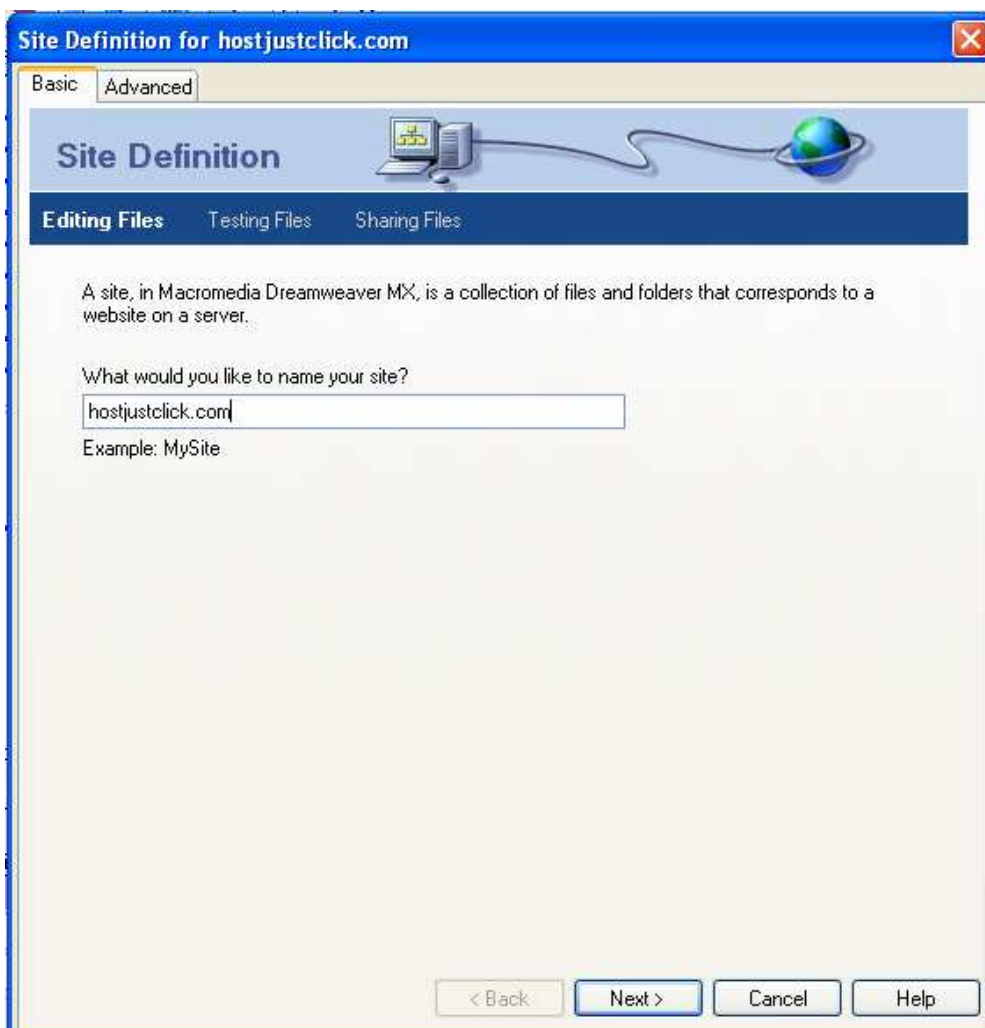 Site Definition for hostjustclick.com
Basic Advanced
Site Definition
Editing Files Testing Files Sharing Files
A site, in Macromedia Dreamweaver MX, is a collection of files and folders that corresponds to a
website on a server.
What would you like to name your site?
hostjustclick.com
Example: MySite
< Back Next > Cancel Help